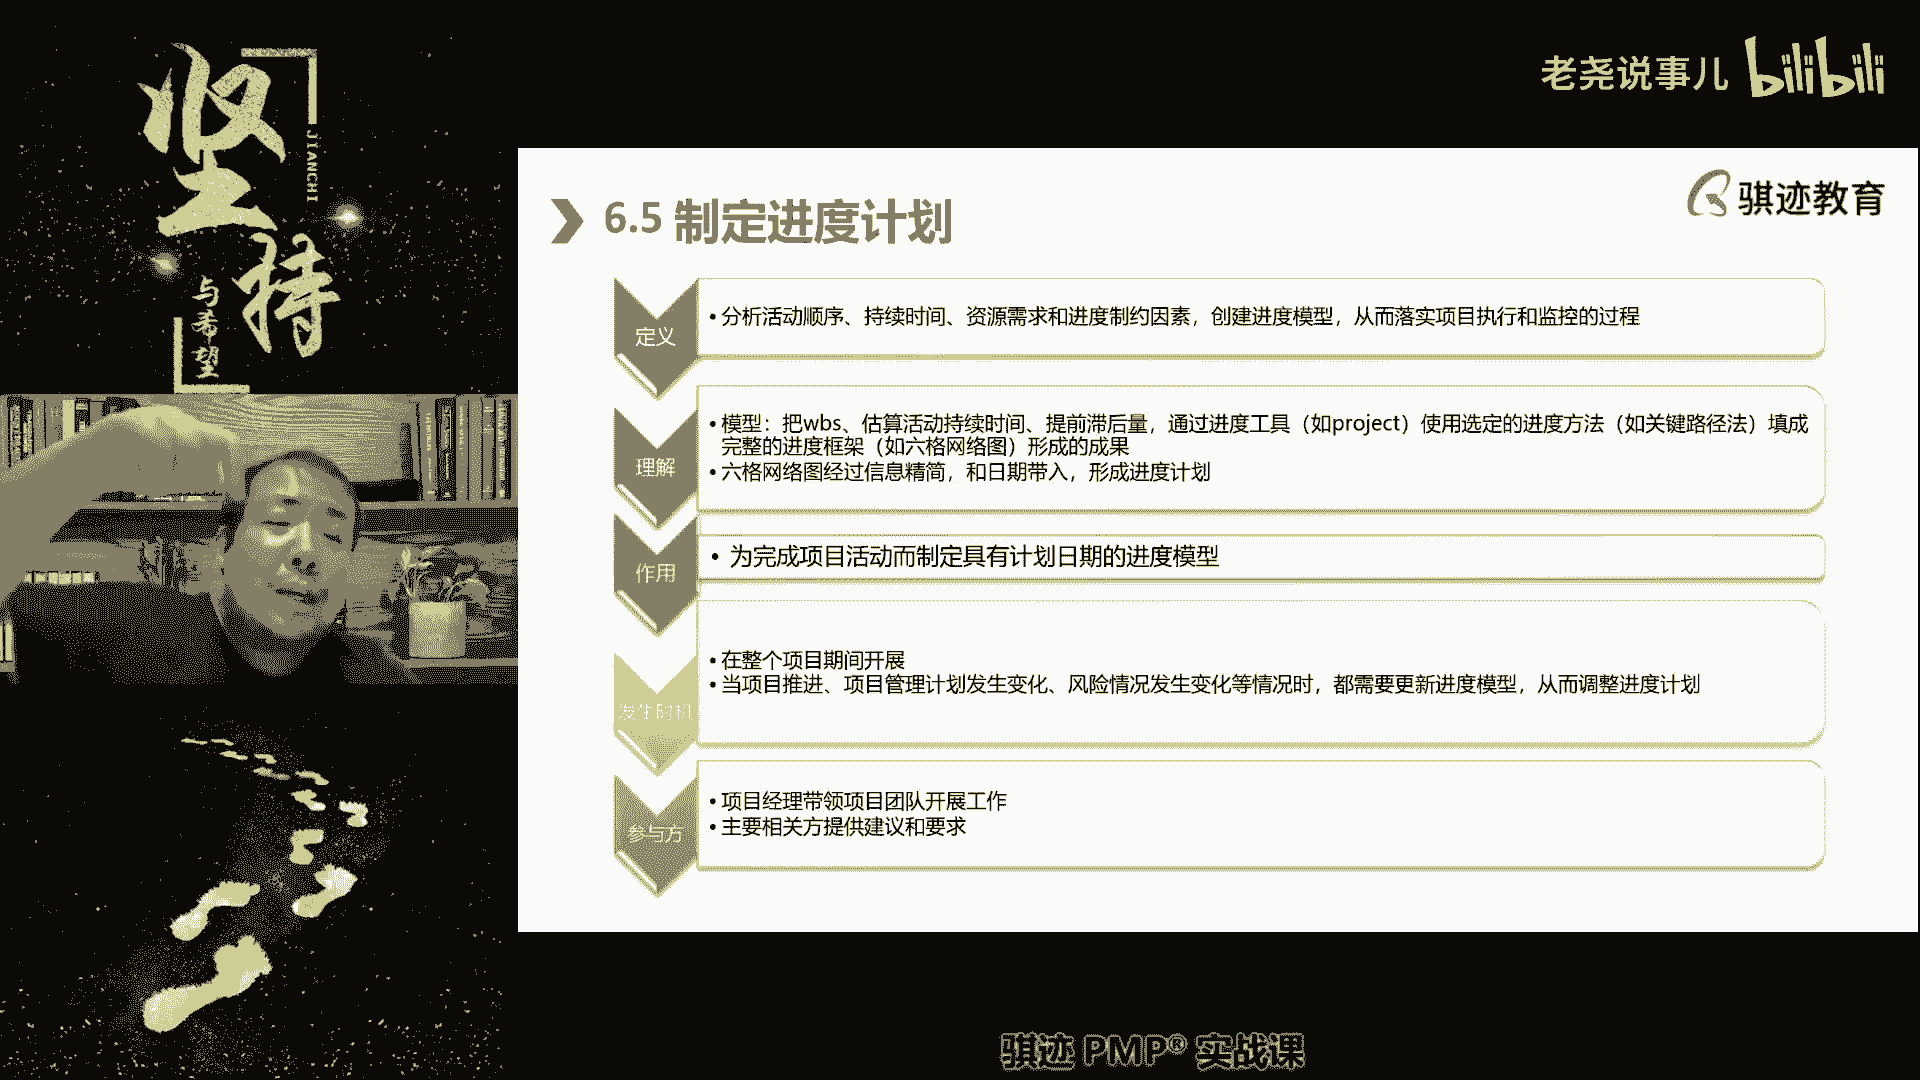 坚持
JIANCHI
与希望
老尧说事儿 bilibili
骐迹教育
6.5 制定进度计划
定义
•分析活动顺序、持续时间、资源需求和进度制约因素，创建进度模型，从而落实项目执行和监控的过程
理解
•模型：把wbs、估算活动持续时间、提前滞后量，通过进度工具（如project）使用选定的进度方法（如关键路径法）填成
完整的进度框架（如六格网络图）形成的成果
•六格网络图经过信息精简，和日期带入，形成进度计划
作用
• 为完成项目活动而制定具有计划日期的进度模型
发生时机
•在整个项目期间开展
•当项目推进、项目管理计划发生变化、风险情况发生变化等情况时，都需要更新进度模型，从而调整进度计划
参与方
•项目经理带领项目团队开展工作
•主要相关方提供建议和要求
骐迹 PMP® 实战课